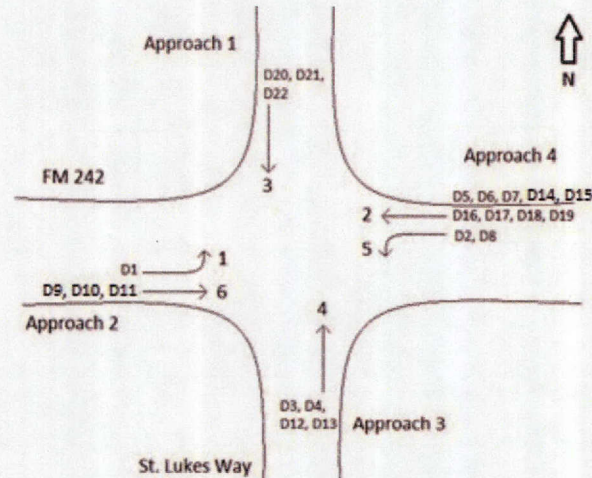 Approach 1
N
D20, D21,
D22
3
FM 242
Approach 4
D5, D6, D7, D14, D15
2
D16, D17, D18, D19
5
D2, D8
1
D1
D9, D10, D11
6
4
Approach 2
D3, D4,
D12, D13
Approach 3
St. Lukes Way